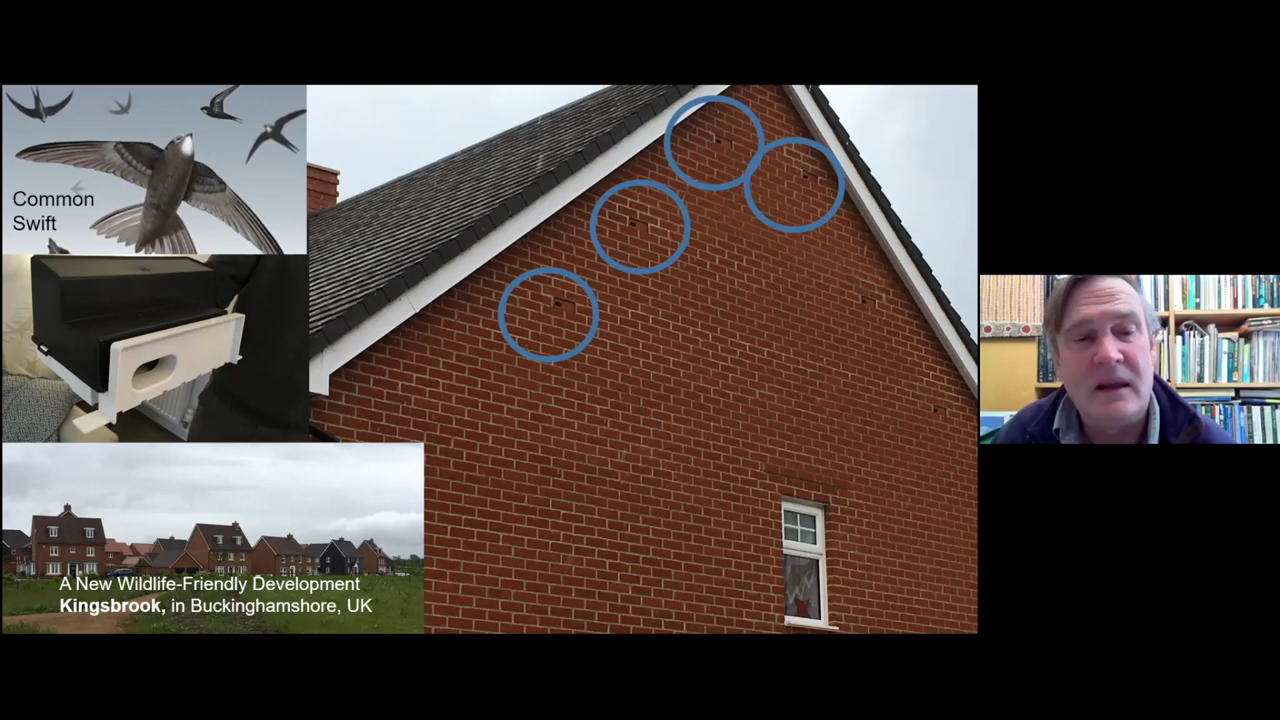 Common
Swift
A New Wildlife-Friendly Development
Kingsbrook, in Buckinghamshore, UK